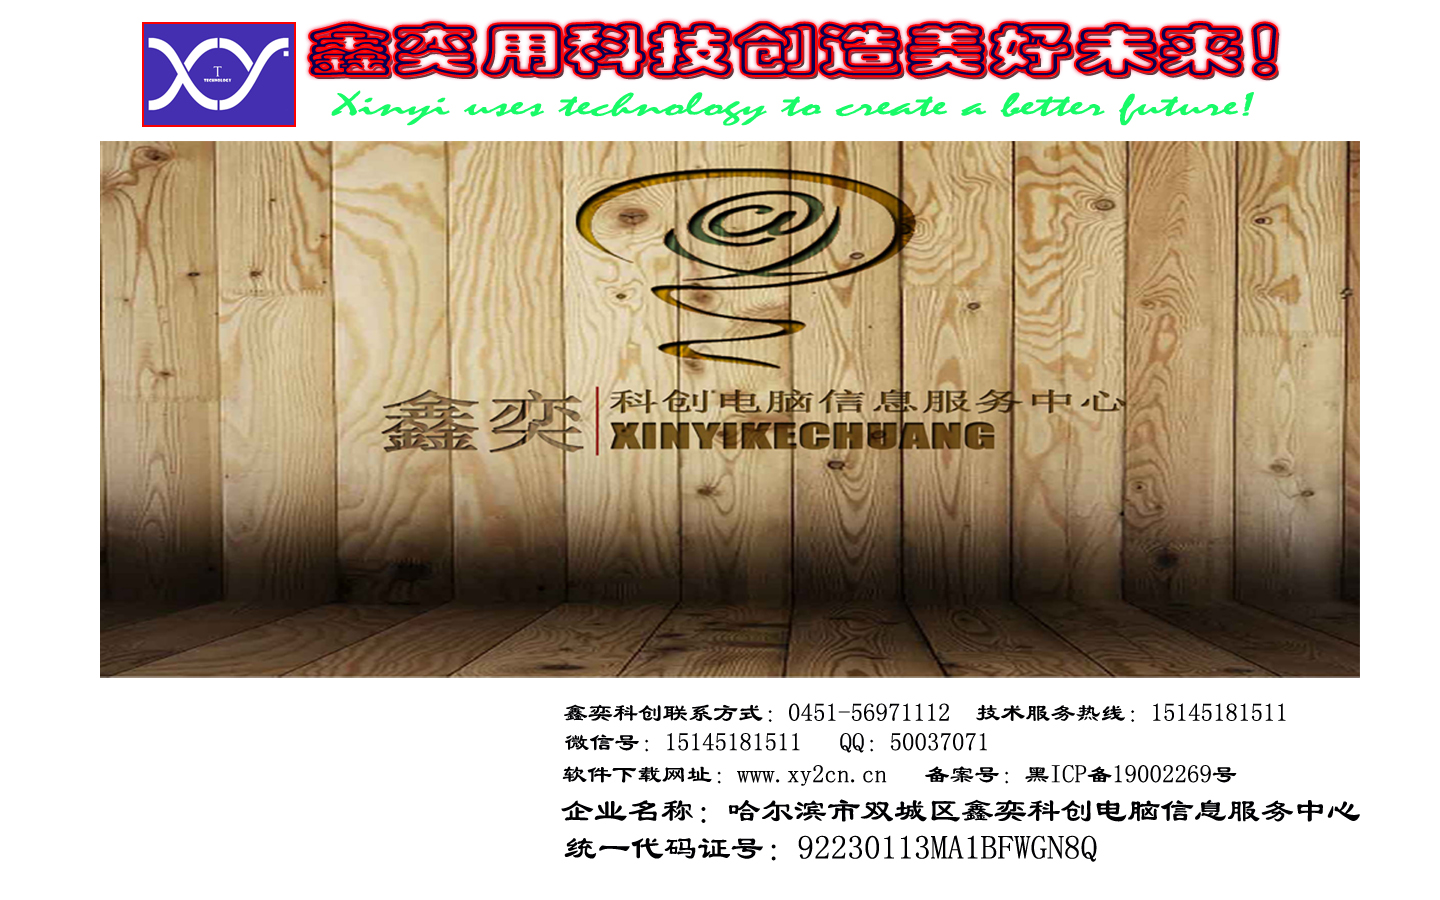 XY
T
TECHNOLOGY
鑫奕用科技创造美好未来！
Xinyi uses technology to create a better future!
@
鑫奕 科创电脑信息服务中心
XINYIKECHUANG
鑫奕科创联系方式：0451-56971112 技术服务热线：15145181511
微信号：15145181511 QQ：50037071
软件下载网址：www.xy2cn.cn 备案号：黑ICP备19002269号
企业名称：哈尔滨市双城区鑫奕科创电脑信息服务中心
统一代码证号：92230113MA1BFWGN8Q